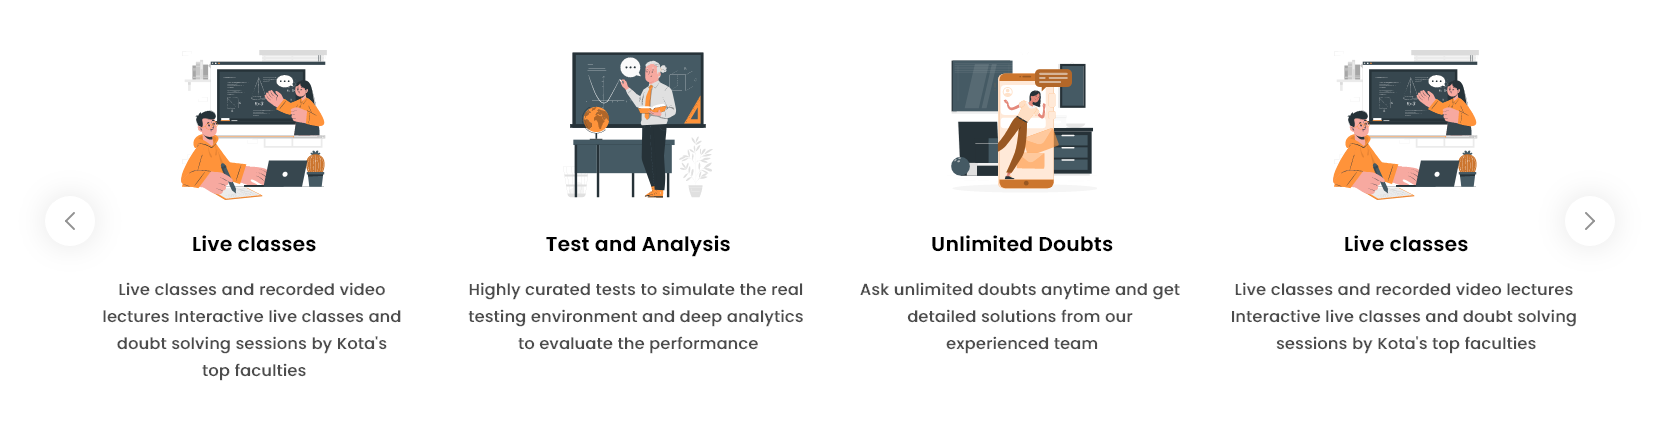 Live classes
Live classes and recorded video
lectures Interactive live classes and
doubt solving sessions by Kota's
top faculties
Test and Analysis
Highly curated tests to simulate the real
testing environment and deep analytics
to evaluate the performance
Unlimited Doubts
Ask unlimited doubts anytime and get
detailed solutions from our
experienced team
Live classes
Live classes and recorded video lectures
Interactive live classes and doubt solving
sessions by Kota's top faculties